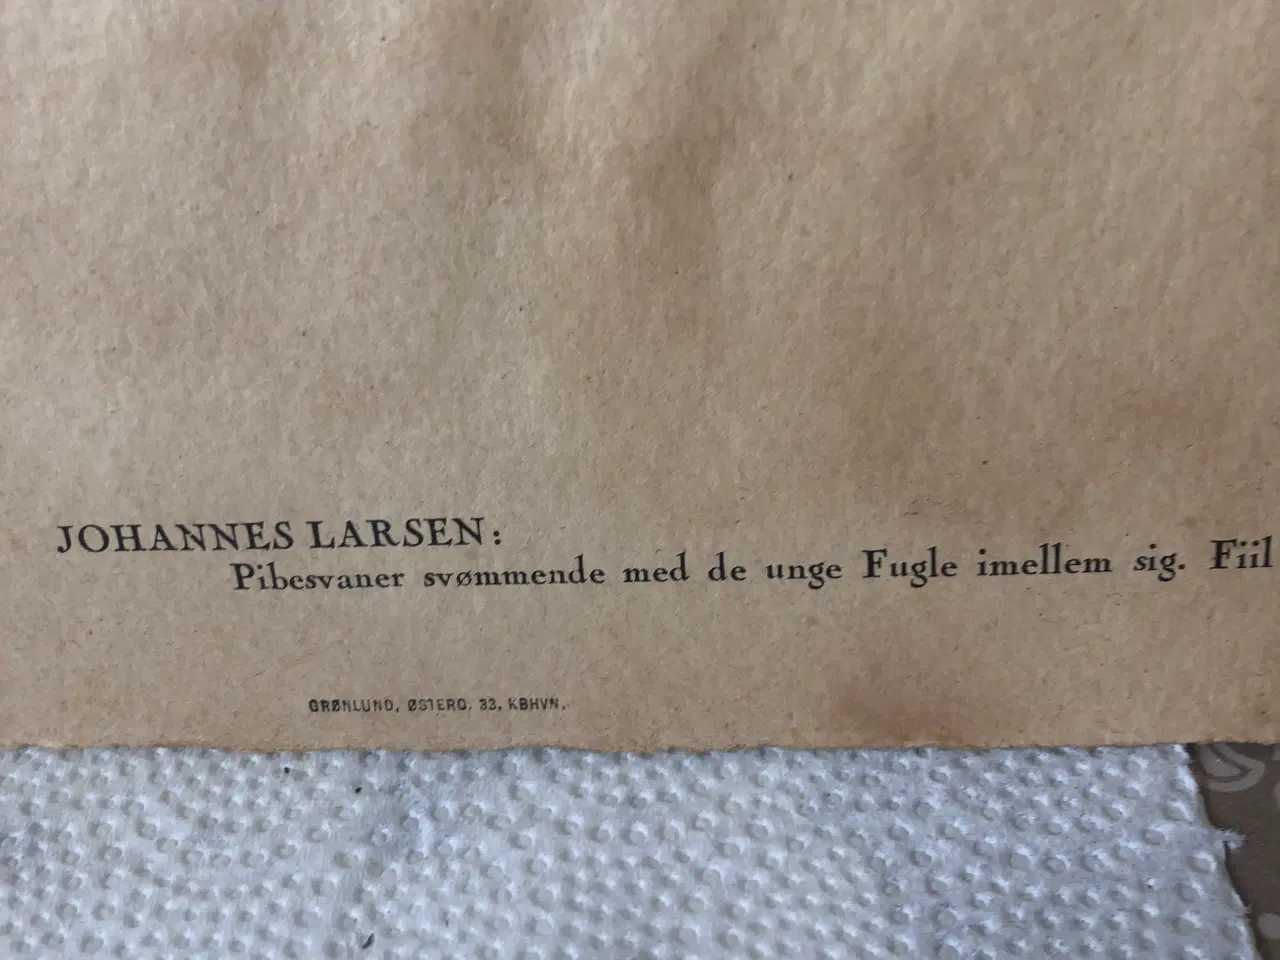 JOHANNES LARSEN:
Pibesvaner svømmende med de unge Fugle imellem sig. Fiil
GRØNLUND, ØSTERG, 33, KBHVN.